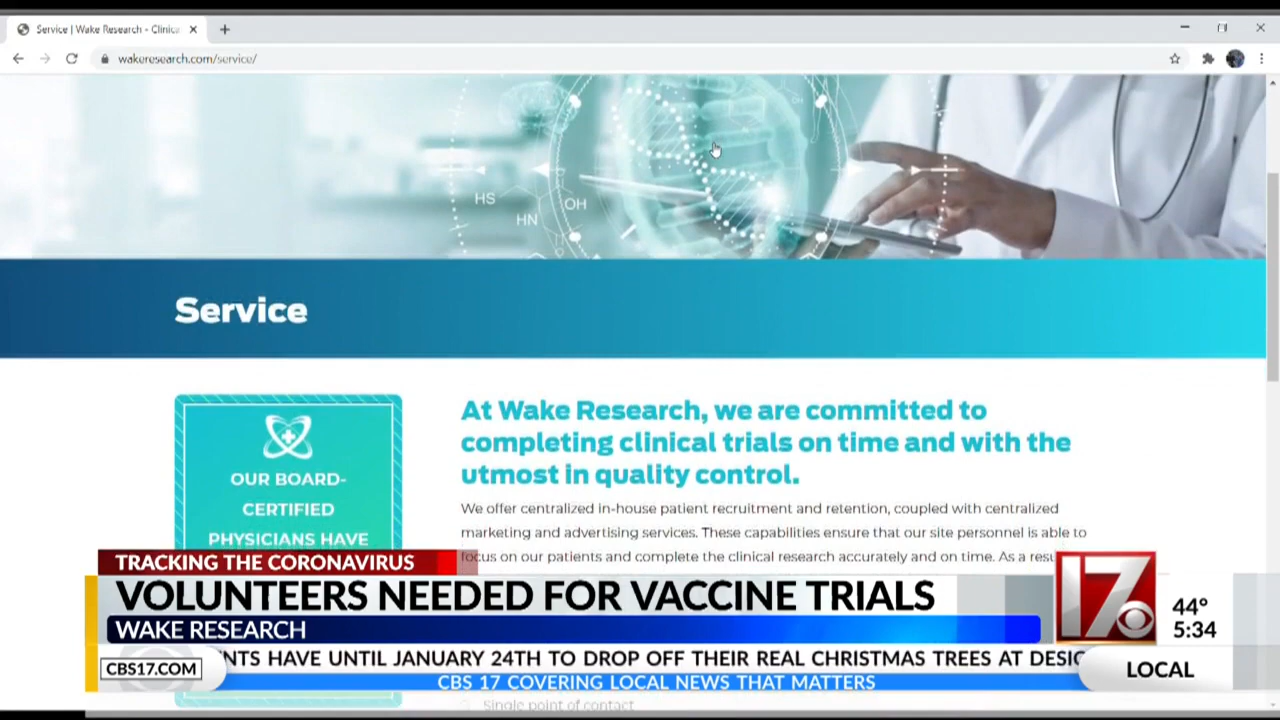 Service | Wake Research - Clinica
wakeresearch.com/service/
HS
HN
OH
Service
At Wake Research, we are committed to
completing clinical trials on time and with the
utmost in quality control.
We offer centralized in-house patient recruitment and retention, coupled with centralized
marketing and advertising services. These capabilities ensure that our site personnel is able to
focus on our patients and complete the clinical research accurately and on time. As a
OUR BOARD-
CERTIFIED
PHYSICIANS HAVE
TRACKING THE CORONAVIRUS
VOLUNTEERS NEEDED FOR VACCINE TRIALS
WAKE RESEARCH
17
44°
5:34
CBS17.COM
NTS HAVE UNTIL JANUARY 24TH TO DROP OFF THEIR REAL CHRISTMAS TREES AT
LOCAL
CBS 17 COVERING LOCAL NEWS THAT MATTERS
Single point of contact